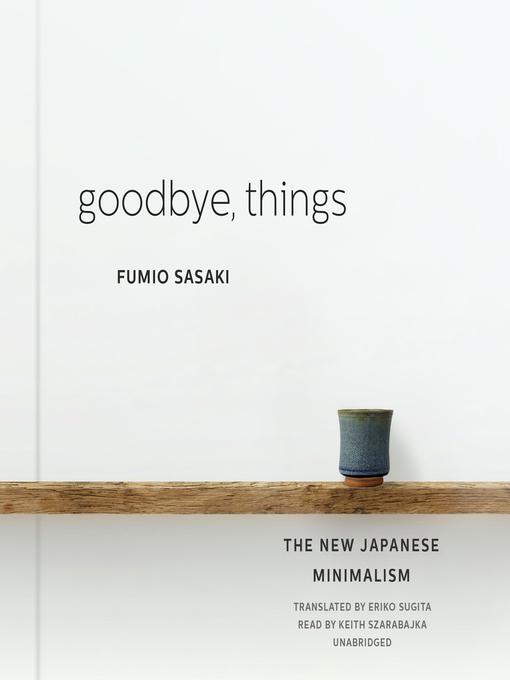 goodbye, things
FUMIO SASAKI
THE NEW JAPANESE
MINIMALISM
TRANSLATED BY ERIKO SUGITA
READ BY KEITH SZARABAJKA
UNABRIDGED